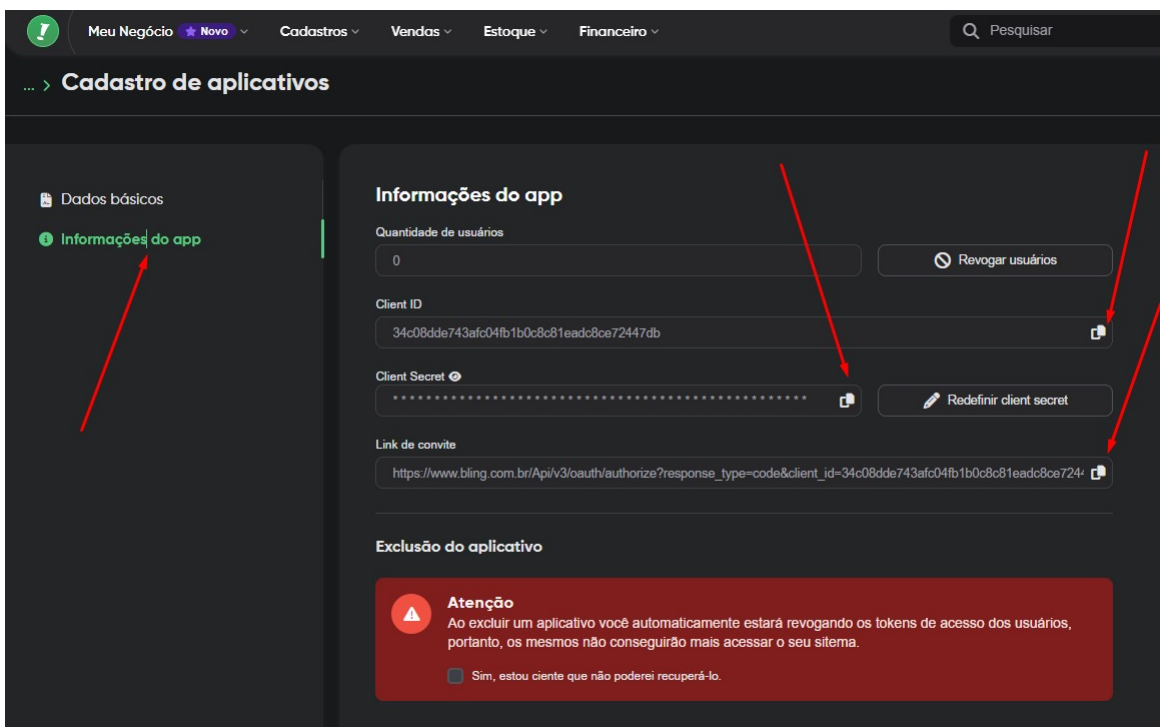 Meu Negócio Novo Cadastros Vendas Estoque Financeiro Pesquisar
... > Cadastro de aplicativos
Dados básicos
Informações do app
Informações do app
Quantidade de usuários
0 Revogar usuários
Client ID
34c08dde743afc04fb1b0c8c81eadc8ce72447db
Client Secret
**************************************************** Redefinir client secret
Link de convite
https://www.bling.com.br/Api/v3/oauth/authorize?response_type=code&client_id=34c08dde743afc04fb1b0c8c81eadc8ce724
Exclusão do aplicativo
Atenção
Ao excluir um aplicativo você automaticamente estará revogando os tokens de acesso dos usuários,
portanto, os mesmos não conseguirão mais acessar o seu sitema.
Sim, estou ciente que não poderei recuperá-lo.